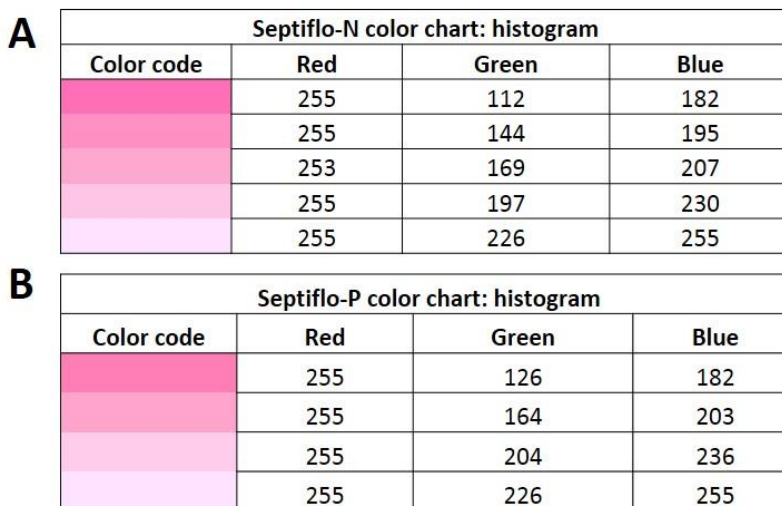 A
Septiflo-N color chart: histogram
Color code Red Green Blue
255 112 182
255 144 195
253 169 207
255 197 230
255 226 255
B
Septiflo-P color chart: histogram
Color code Red Green Blue
255 126 182
255 164 203
255 204 236
255 226 255